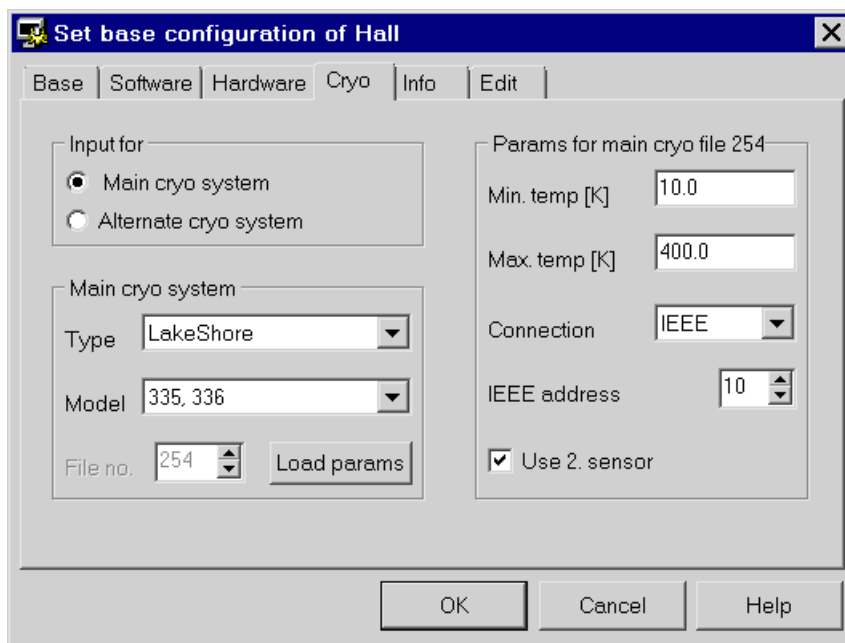 Set base configuration of Hall
Base Software Hardware Cryo Info Edit
Input for
Main cryo system
Alternate cryo system
Main cryo system
Type LakeShore
Model 335, 336
File no. 254 Load params
Params for main cryo file 254
Min. temp [K] 10.0
Max. temp [K] 400.0
Connection IEEE
IEEE address 10
Use 2. sensor
OK Cancel Help